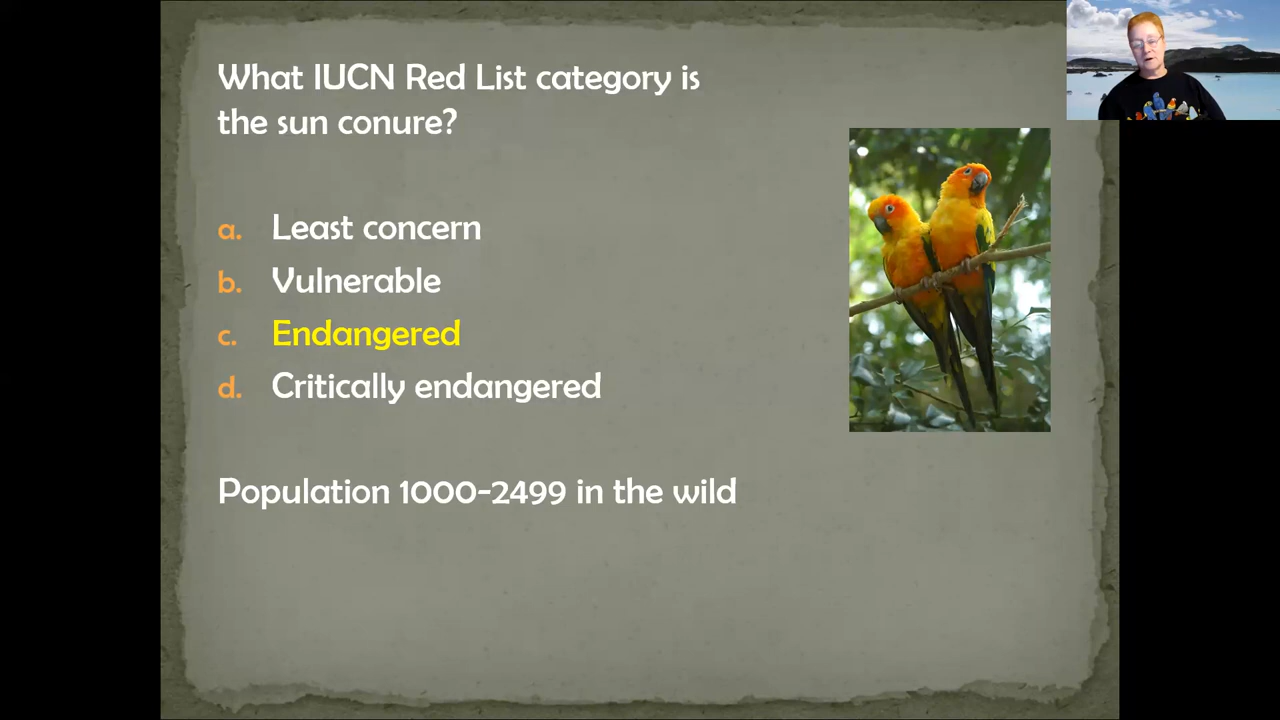 What IUCN Red List category is
the sun conure?
a. Least concern
b. Vulnerable
c. Endangered
d. Critically endangered
Population 1000-2499 in the wild